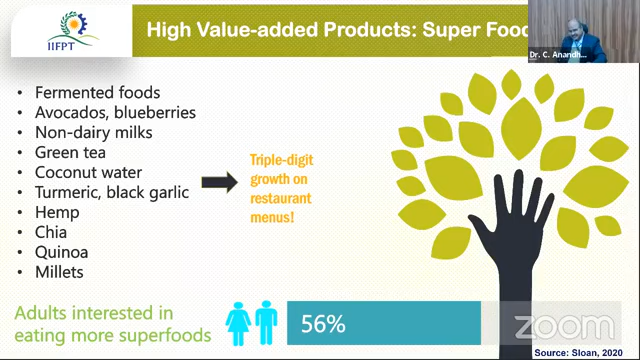 IIFPT
High Value-added Products: Super Foo
Dr. C. Anandh...
• Fermented foods
• Avocados, blueberries
• Non-dairy milks
• Green tea
• Coconut water
• Turmeric, black garlic
• Hemp
• Chia
• Quinoa
• Millets
Triple-digit
growth on
restaurant
menus!
Adults interested in
eating more superfoods
56%
zoom
Source: Sloan, 2020